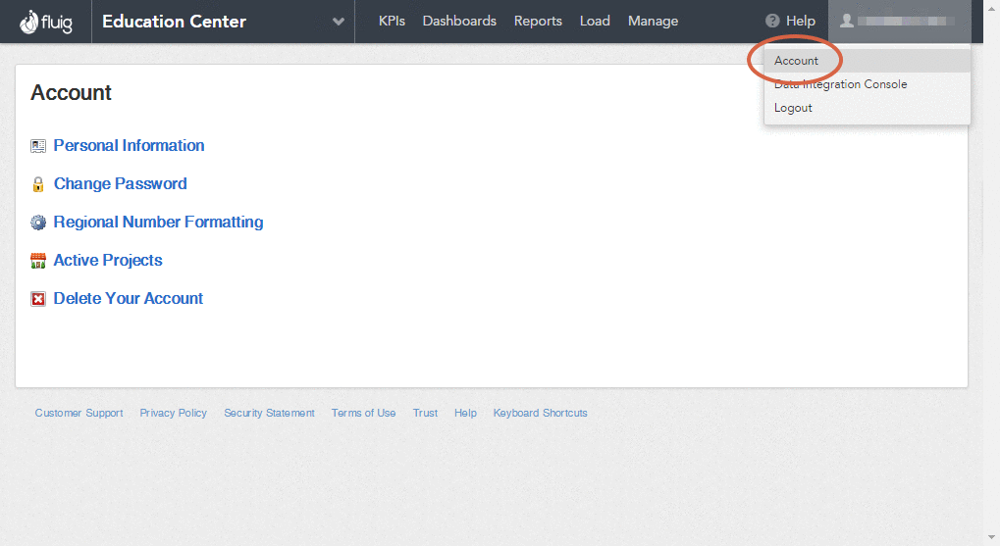 fluig
Education Center
KPIs Dashboards Reports Load Manage
Help
Account
Data Integration Console
Logout
Account
Personal Information
Change Password
Regional Number Formatting
Active Projects
Delete Your Account
Customer Support Privacy Policy Security Statement Terms of Use Trust Help Keyboard Shortcuts